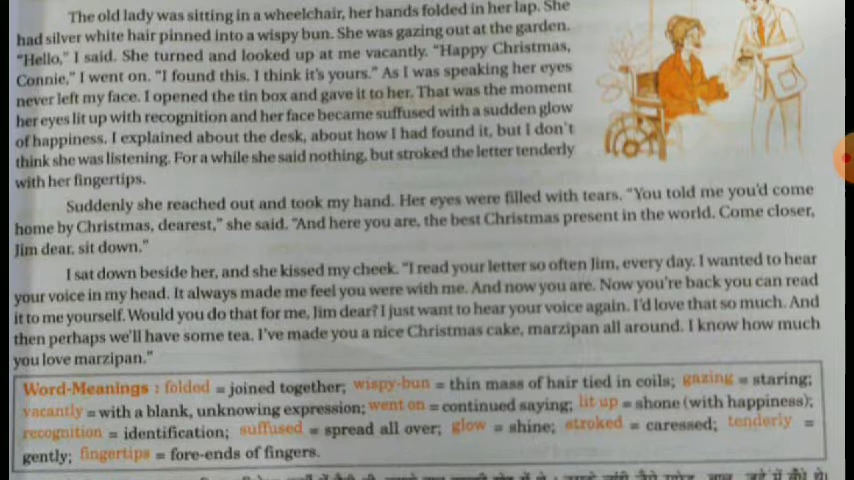 The old lady was sitting in a wheelchair, her hands folded in her lap. She
had silver white hair pinned into a wispy bun. She was gazing out at the garden.
"Hello," I said. She turned and looked up at me vacantly. "Happy Christmas,
Connie," I went on. "I found this. I think it's yours." As I was speaking her eyes
never left my face. I opened the tin box and gave it to her. That was the moment
her eyes lit up with recognition and her face became suffused with a sudden glow
of happiness. I explained about the desk, about how I had found it, but I don't
think she was listening. For a while she said nothing, but stroked the letter tenderly
with her fingertips.
Suddenly she reached out and took my hand. Her eyes were filled with tears. "You told me you'd come
home by Christmas, dearest," she said. "And here you are, the best Christmas present in the world. Come closer,
Jim dear, sit down."
I sat down beside her, and she kissed my cheek. "I read your letter so often Jim, every day. I wanted to hear
your voice in my head. It always made me feel you were with me. And now you are. Now you're back you can read
it to me yourself. Would you do that for me, Jim dear? I just want to hear your voice again. I'd love that so much. And
then perhaps we'll have some tea. I've made you a nice Christmas cake, marzipan all around. I know how much
you love marzipan."
Word-Meanings : folded = joined together; wispy-bun = thin mass of hair tied in coils; gazing = staring;
vacantly = with a blank, unknowing expression; went on = continued saying; lit up = shone (with happiness);
recognition = identification; suffused = spread all over; glow = shine; stroked = caressed; tenderly =
gently; fingertips = fore-ends of fingers.